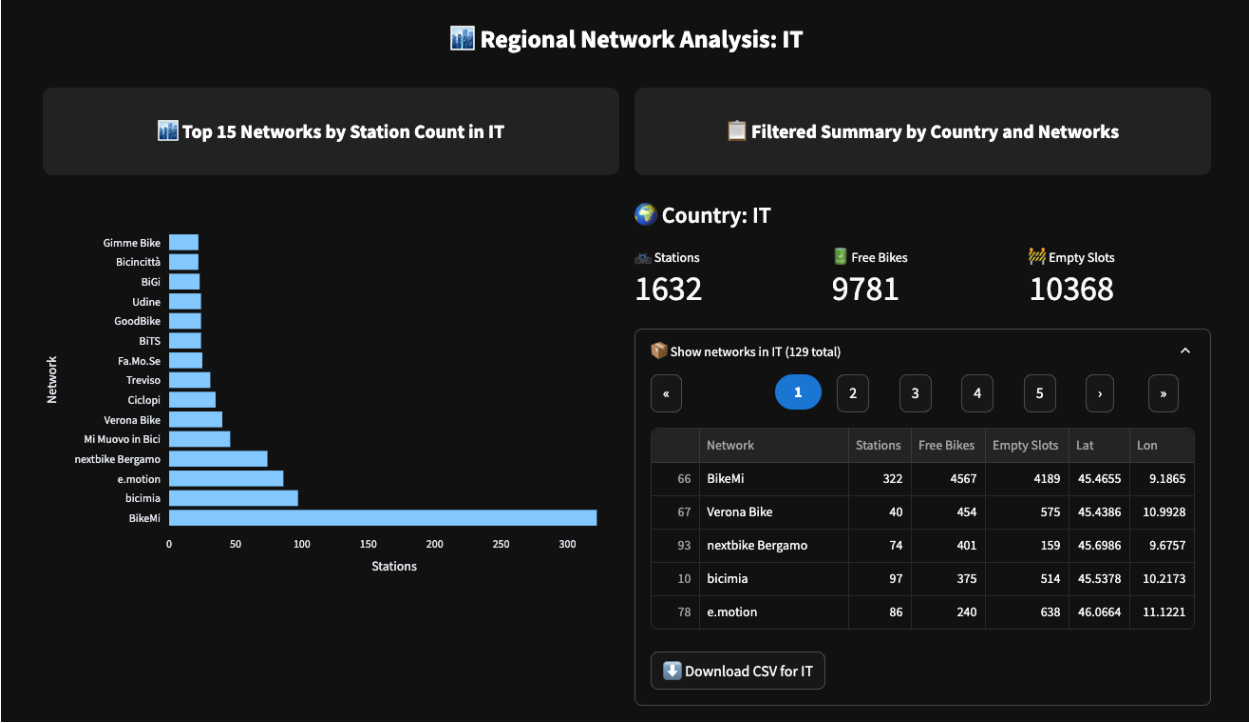 Regional Network Analysis: IT
Top 15 Networks by Station Count in IT
Network
Gimme Bike
Bicincittà
BiGi
Udine
GoodBike
BiTS
Fa.Mo.Se
Treviso
Ciclopi
Verona Bike
Mi Muovo in Bici
nextbike Bergamo
e.motion
bicimia
BikeMi
0 50 100 150 200 250 300
Stations
Filtered Summary by Country and Networks
Country: IT
Stations Free Bikes Empty Slots
1632 9781 10368
Show networks in IT (129 total)
« 1 2 3 4 5 › »
Network Stations Free Bikes Empty Slots Lat Lon
66 BikeMi 322 4567 4189 45.4655 9.1865
67 Verona Bike 40 454 575 45.4386 10.9928
93 nextbike Bergamo 74 401 159 45.6986 9.6757
10 bicimia 97 375 514 45.5378 10.2173
78 e.motion 86 240 638 46.0664 11.1221
Download CSV for IT